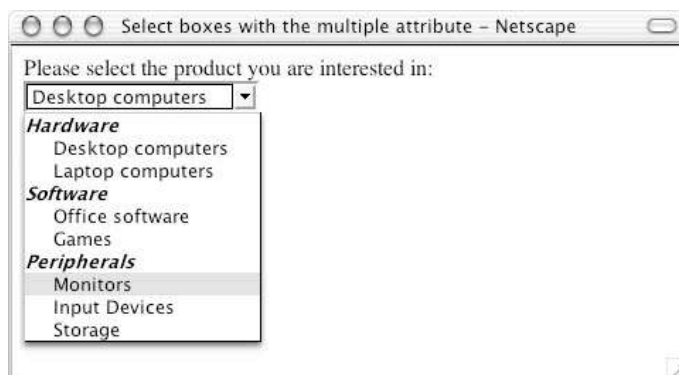 Select boxes with the multiple attribute – Netscape
Please select the product you are interested in:
Desktop computers
Hardware
Desktop computers
Laptop computers
Software
Office software
Games
Peripherals
Monitors
Input Devices
Storage